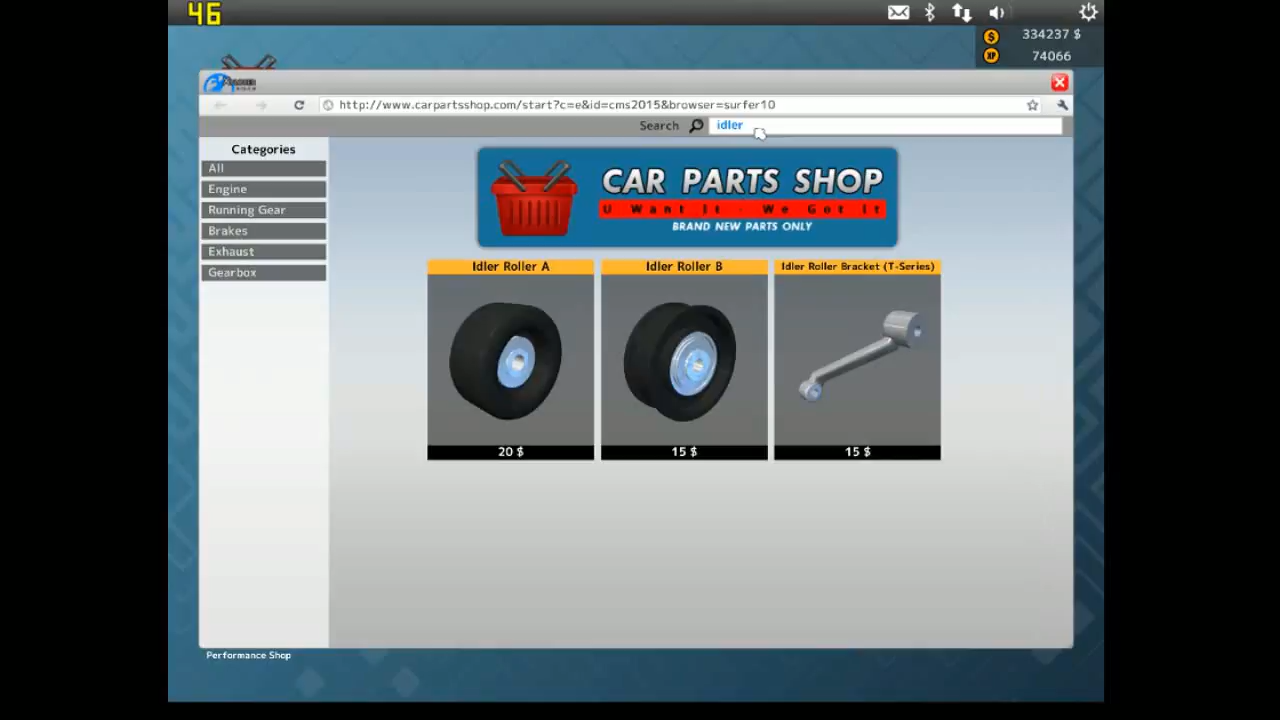 46
334237 $
74066
http://www.carpartsshop.com/start?c=e&id=cms2015&browser=surfer10
Search
idler
Categories
All
Engine
Running Gear
Brakes
Exhaust
Gearbox
CAR PARTS SHOP
U Want It - We Got It
BRAND NEW PARTS ONLY
Idler Roller A
Idler Roller B
Idler Roller Bracket (T-Series)
20 $
15 $
15 $
Performance Shop